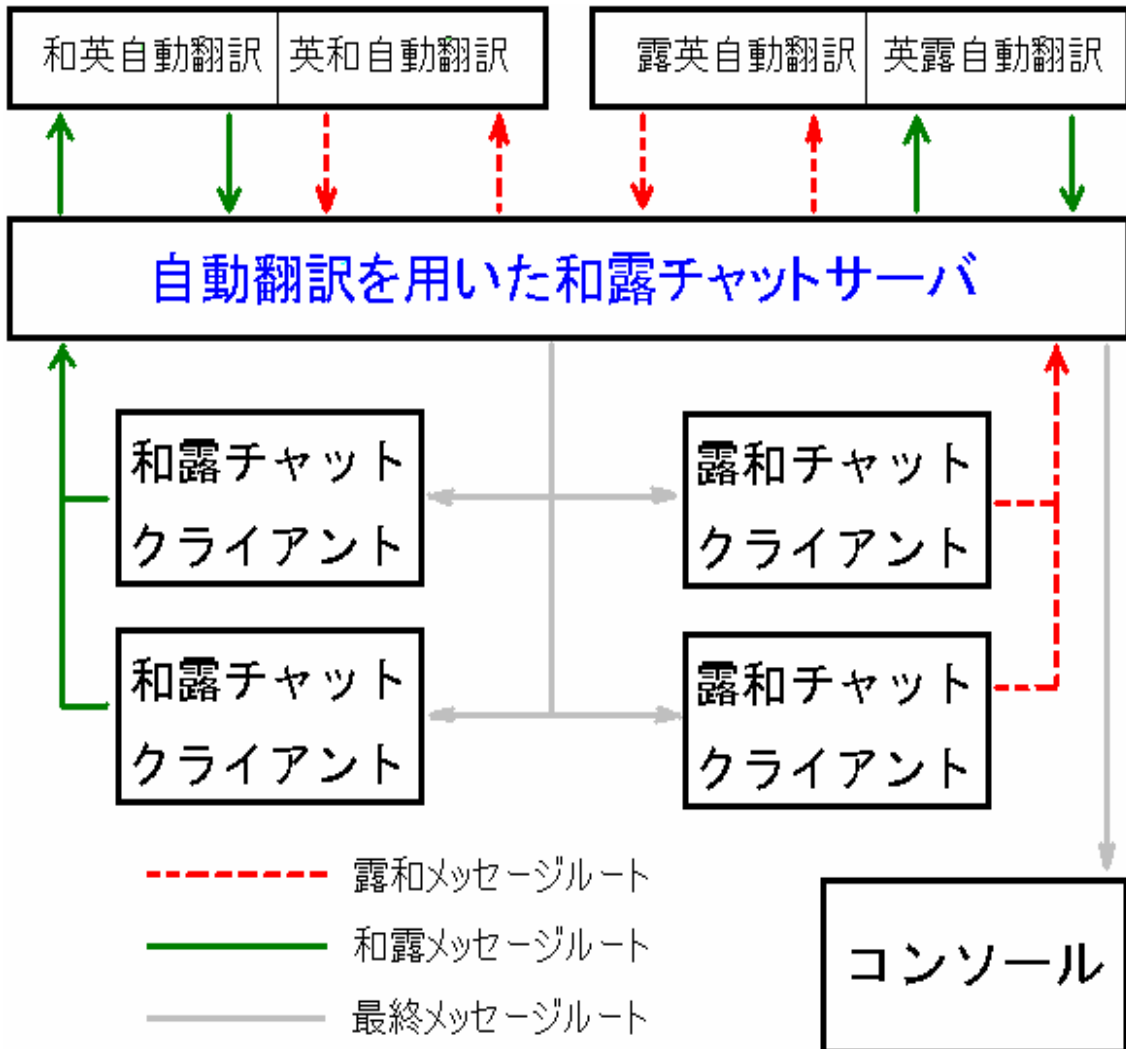 和英自動翻訳
英和自動翻訳
露英自動翻訳
英露自動翻訳
自動翻訳を用いた和露チャットサーバ
和露チャット
クライアント
露和チャット
クライアント
和露チャット
クライアント
露和チャット
クライアント
露和メッセージルート
和露メッセージルート
最終メッセージルート
コンソール